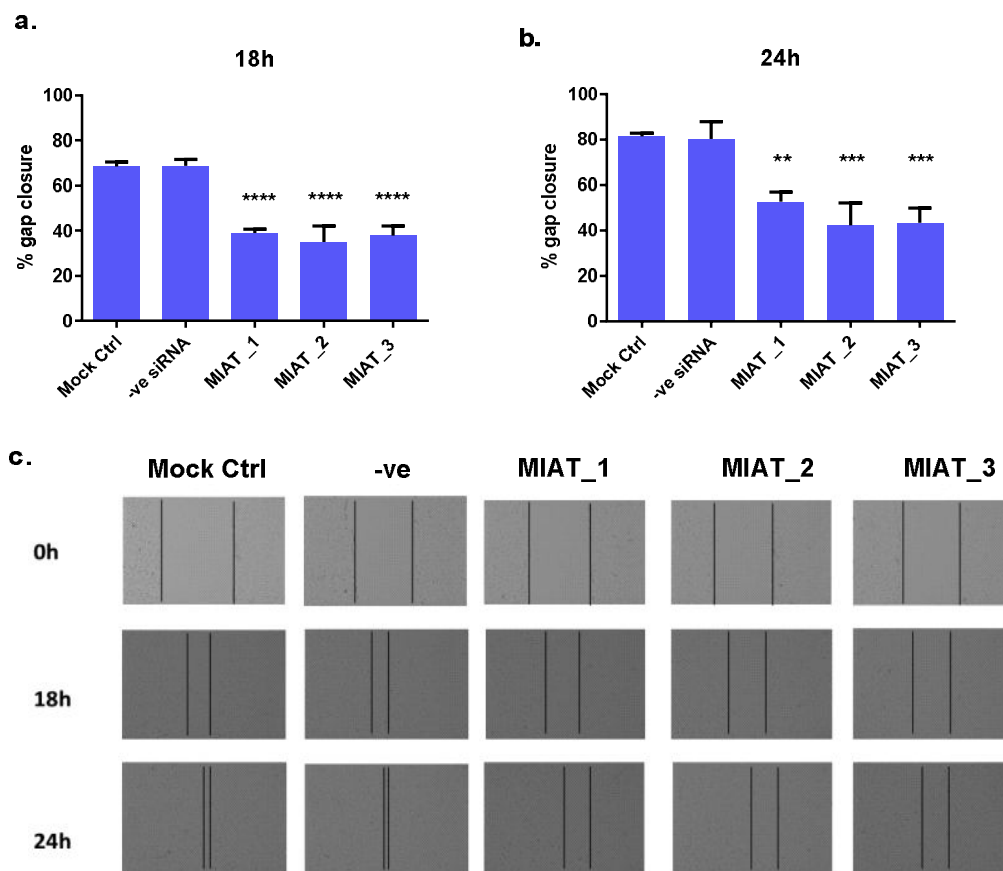 a.
18h
% gap closure
100
80
60
40
20
0
**** **** ****
Mock Ctrl
-ve siRNA
MIAT_1
MIAT_2
MIAT_3
b.
24h
% gap closure
100
80
60
40
20
0
** *** ***
Mock Ctrl
-ve siRNA
MIAT_1
MIAT_2
MIAT_3
c.
Mock Ctrl -ve MIAT_1 MIAT_2 MIAT_3
0h
18h
24h